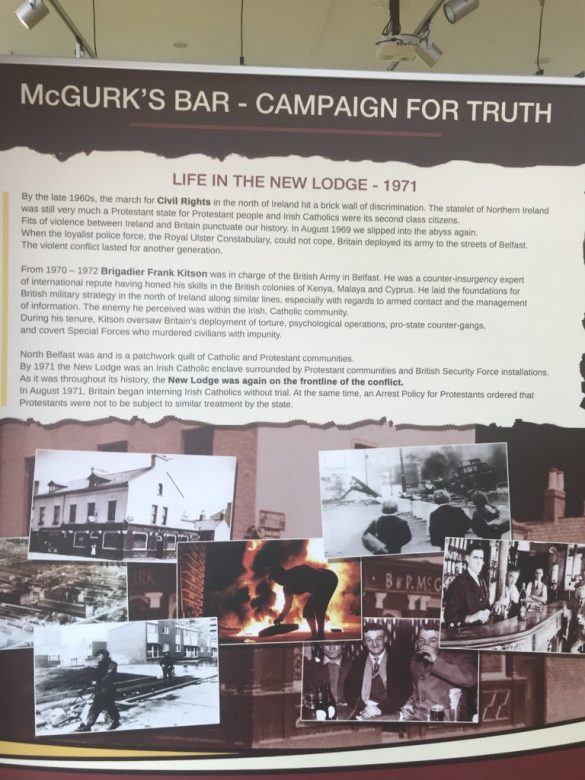 McGURK'S BAR - CAMPAIGN FOR TRUTH
LIFE IN THE NEW LODGE - 1971
By the late 1960s, the march for Civil Rights in the north of Ireland hit a brick wall of discrimination. The statelet of Northern Ireland
was still very much a Protestant state for Protestant people and Irish Catholics were its second class citizens.
Fits of violence between Ireland and Britain punctuate our history. In August 1969 we slipped into the abyss again.
When the loyalist police force, the Royal Ulster Constabulary, could not cope, Britain deployed its army to the streets of Belfast.
The violent conflict lasted for another generation.
From 1970 – 1972 Brigadier Frank Kitson was in charge of the British Army in Belfast. He was a counter-insurgency expert
of international repute having honed his skills in the British colonies of Kenya, Malaya and Cyprus. He laid the foundations for
British military strategy in the north of Ireland along similar lines, especially with regards to armed contact and the management
of information. The enemy he perceived was within the Irish, Catholic community.
During his tenure, Kitson oversaw Britain's deployment of torture, psychological operations, pro-state counter-gangs,
and covert Special Forces who murdered civilians with impunity.
North Belfast was and is a patchwork quilt of Catholic and Protestant communities.
By 1971 the New Lodge was an Irish Catholic enclave surrounded by Protestant communities and British Security Force installations.
As it was throughout its history, the New Lodge was again on the frontline of the conflict.
In August 1971, Britain began interning Irish Catholics without trial. At the same time, an Arrest Policy for Protestants ordered that
Protestants were not to be subject to similar treatment by the state.